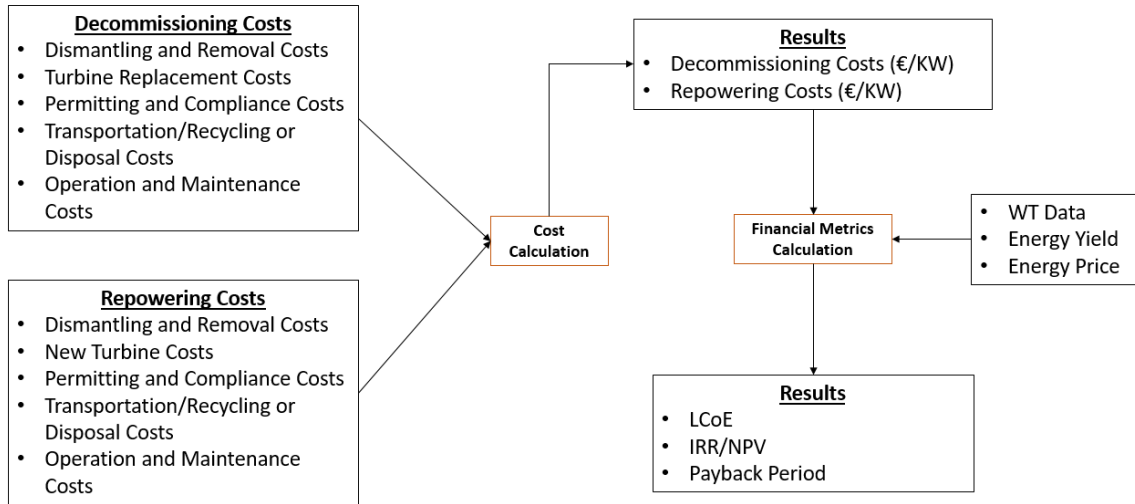 Decommissioning Costs
• Dismantling and Removal Costs
• Turbine Replacement Costs
• Permitting and Compliance Costs
• Transportation/Recycling or
Disposal Costs
• Operation and Maintenance
Costs
Repowering Costs
• Dismantling and Removal Costs
• New Turbine Costs
• Permitting and Compliance Costs
• Transportation/Recycling or
Disposal Costs
• Operation and Maintenance
Costs
Cost
Calculation
Results
• Decommissioning Costs (€/KW)
• Repowering Costs (€/KW)
Financial Metrics
Calculation
• WT Data
• Energy Yield
• Energy Price
Results
• LCoE
• IRR/NPV
• Payback Period